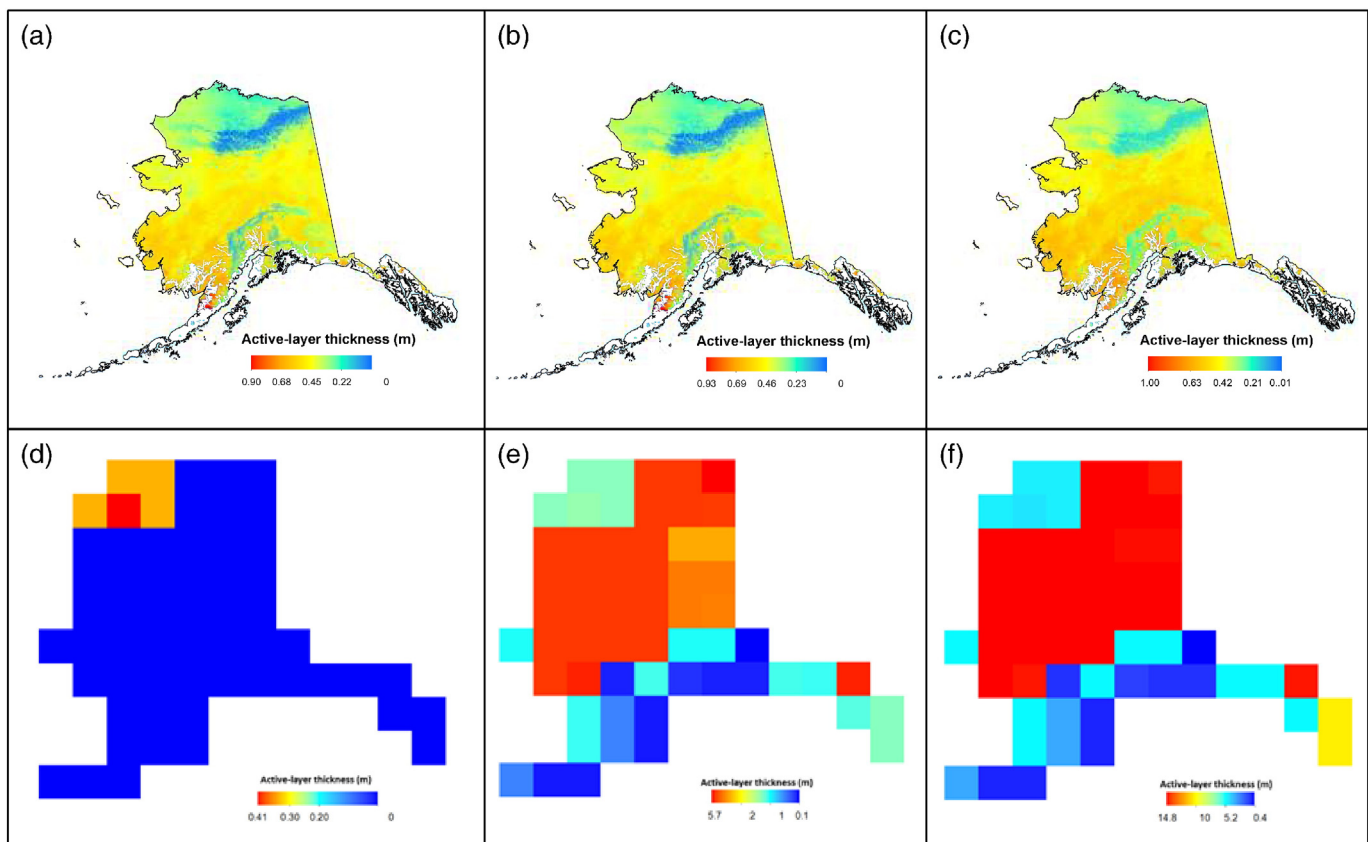 (a)
Active-layer thickness (m)
0.90 0.68 0.45 0.22 0
(b)
Active-layer thickness (m)
0.93 0.69 0.46 0.23 0
(c)
Active-layer thickness (m)
1.00 0.63 0.42 0.21 0..01
(d)
Active-layer thickness (m)
0.41 0.30 0.20 0
(e)
Active-layer thickness (m)
5.7 2 1 0.1
(f)
Active-layer thickness (m)
14.8 10 5.2 0.4